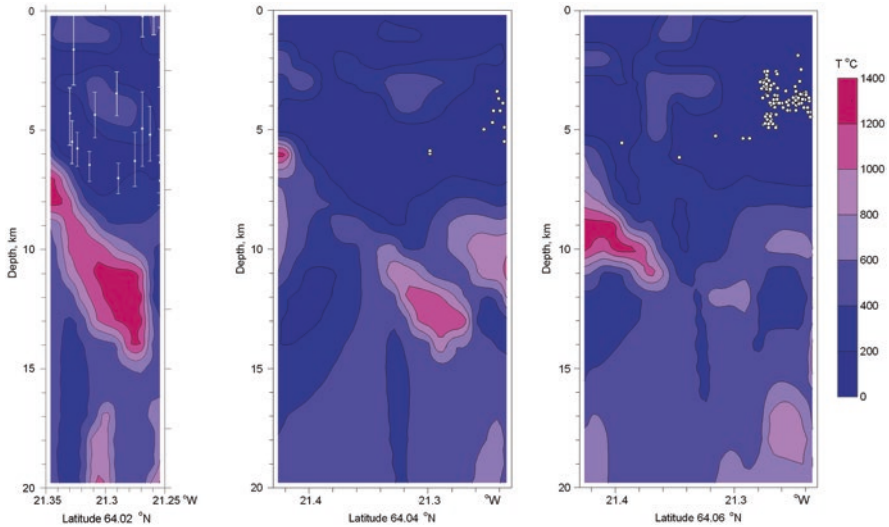 0
5
10
15
20
Depth, km
21.35
21.3
21.25 °W
Latitude 64.02 °N
0
5
10
15
20
Depth, km
21.4
21.3
°W
Latitude 64.04 °N
0
5
10
15
20
Depth, km
21.4
21.3
°W
Latitude 64.06 °N
T °C
1400
1200
1000
800
600
400
200
0